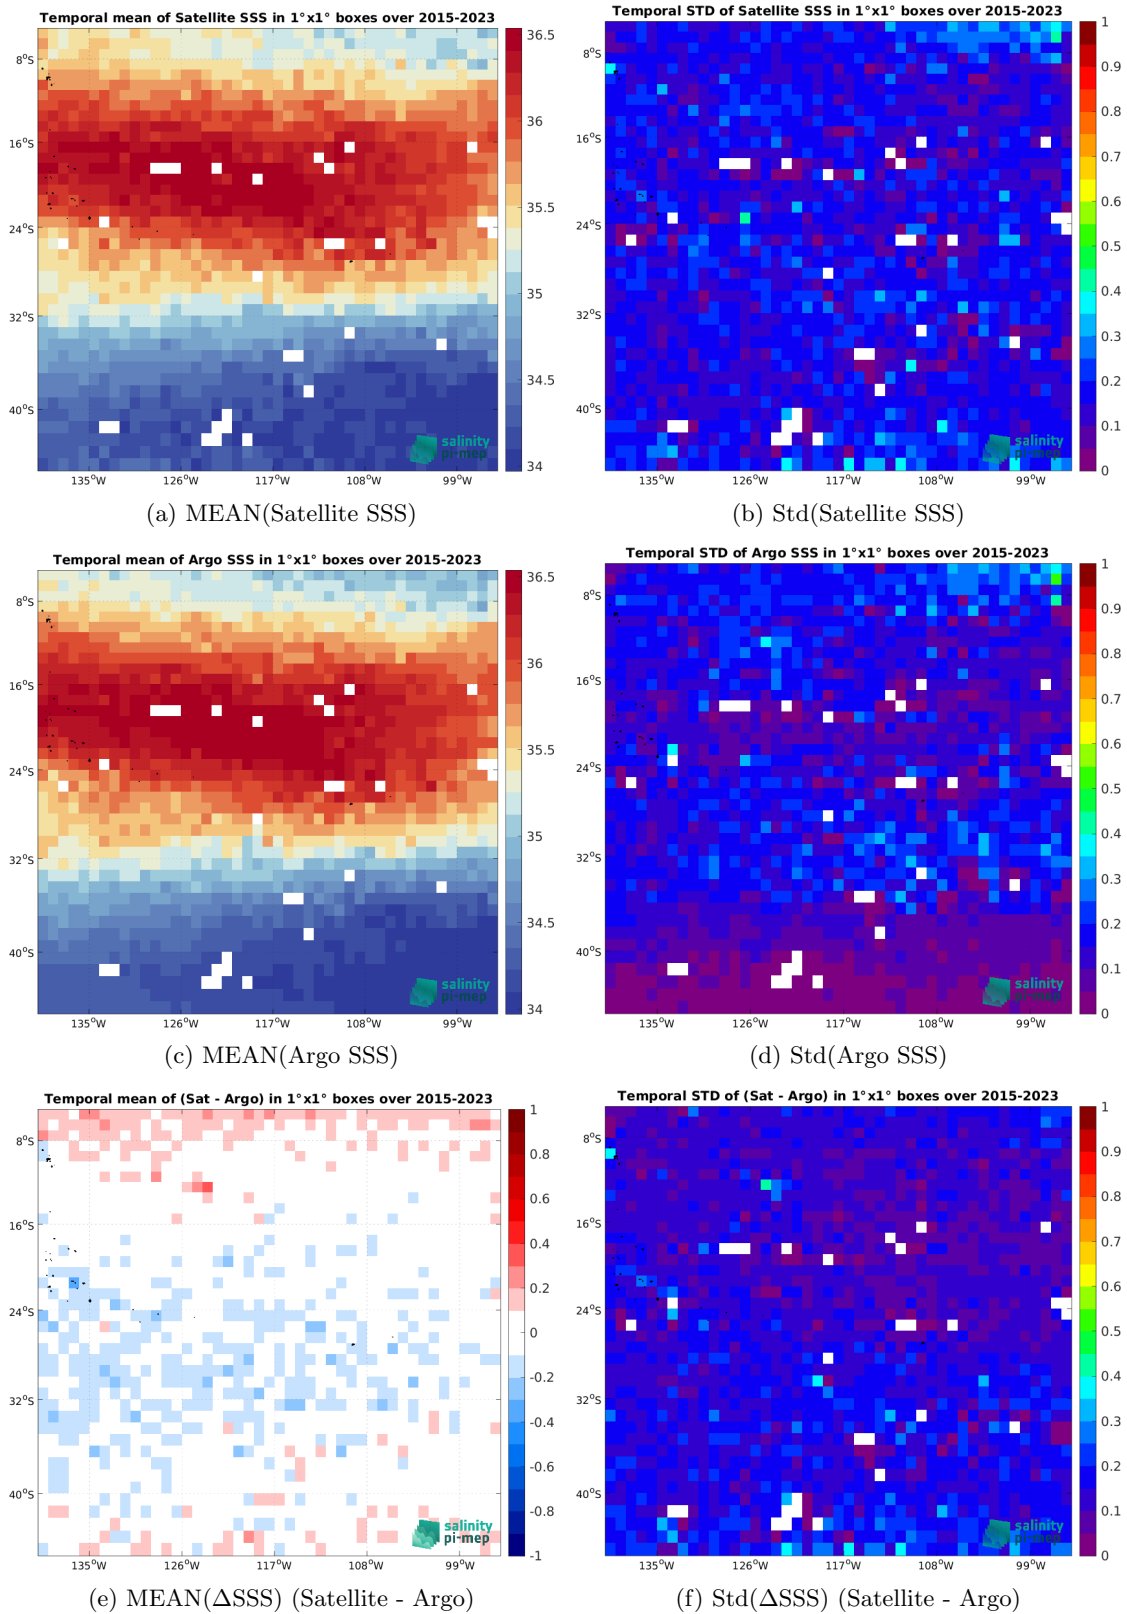 Temporal mean of Satellite SSS in 1°x1° boxes over 2015-2023
8°S
16°S
24°S
32°S
40°S
135°W 126°W 117°W 108°W 99°W
36.5
36
35.5
35
34.5
34
salinity
pi-mep
(a) MEAN(Satellite SSS)
Temporal STD of Satellite SSS in 1°x1° boxes over 2015-2023
8°S
16°S
24°S
32°S
40°S
135°W 126°W 117°W 108°W 99°W
1
0.9
0.8
0.7
0.6
0.5
0.4
0.3
0.2
0.1
0
salinity
pi-mep
(b) Std(Satellite SSS)
Temporal mean of Argo SSS in 1°x1° boxes over 2015-2023
8°S
16°S
24°S
32°S
40°S
135°W 126°W 117°W 108°W 99°W
36.5
36
35.5
35
34.5
34
salinity
pi-mep
(c) MEAN(Argo SSS)
Temporal STD of Argo SSS in 1°x1° boxes over 2015-2023
8°S
16°S
24°S
32°S
40°S
135°W 126°W 117°W 108°W 99°W
1
0.9
0.8
0.7
0.6
0.5
0.4
0.3
0.2
0.1
0
salinity
pi-mep
(d) Std(Argo SSS)
Temporal mean of (Sat - Argo) in 1°x1° boxes over 2015-2023
8°S
16°S
24°S
32°S
40°S
135°W 126°W 117°W 108°W 99°W
1
0.8
0.6
0.4
0.2
0
-0.2
-0.4
-0.6
-0.8
-1
salinity
pi-mep
(e) MEAN(ΔSSS) (Satellite - Argo)
Temporal STD of (Sat - Argo) in 1°x1° boxes over 2015-2023
8°S
16°S
24°S
32°S
40°S
135°W 126°W 117°W 108°W 99°W
1
0.9
0.8
0.7
0.6
0.5
0.4
0.3
0.2
0.1
0
salinity
pi-mep
(f) Std(ΔSSS) (Satellite - Argo)